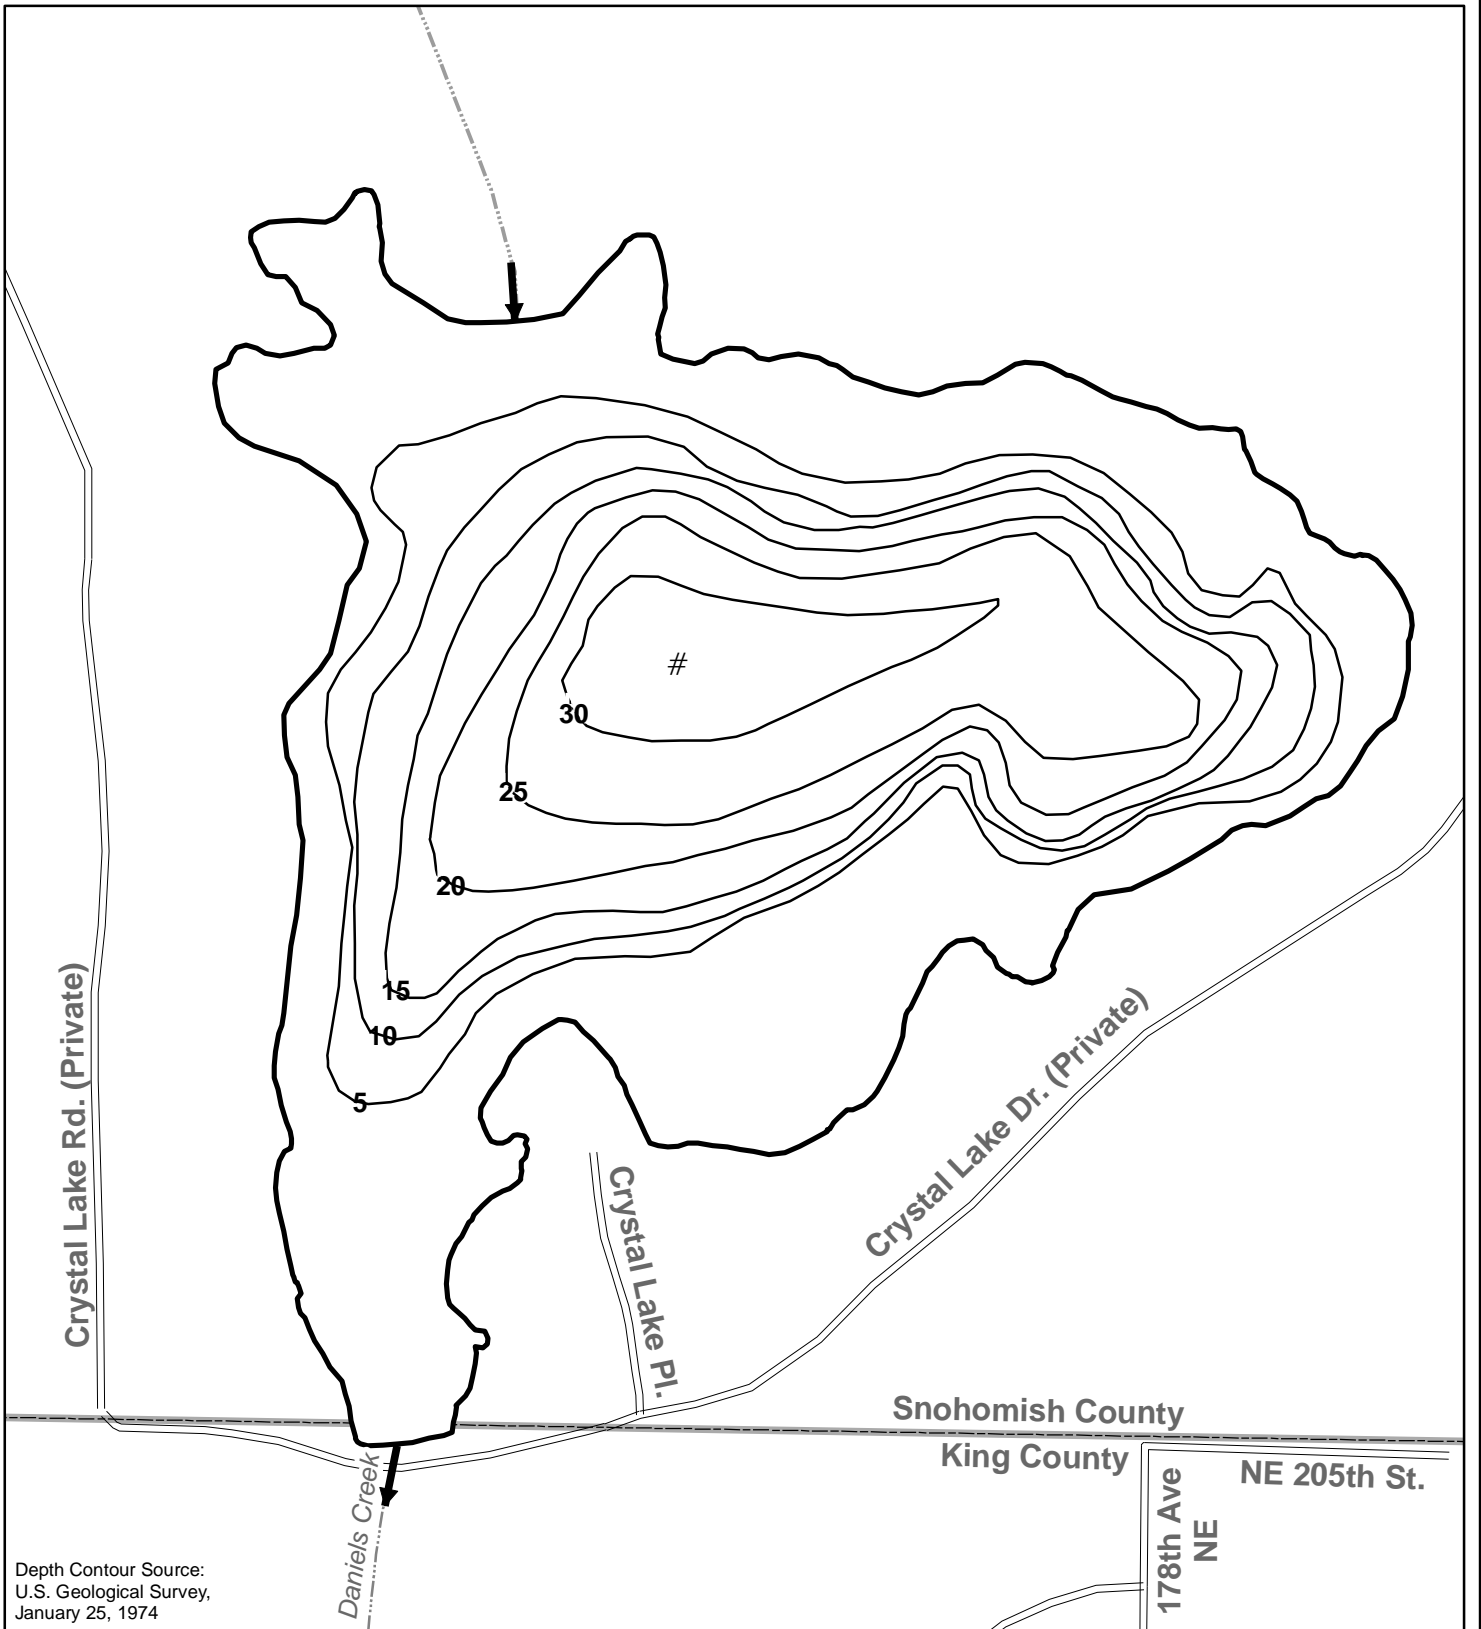 #
30
25
20
15
10
5
Crystal Lake Rd. (Private)
Crystal Lake Pl.
Crystal Lake Dr. (Private)
Snohomish County
King County
NE 205th St.
178th Ave
NE
Daniels Creek
Depth Contour Source:
U.S. Geological Survey,
January 25, 1974